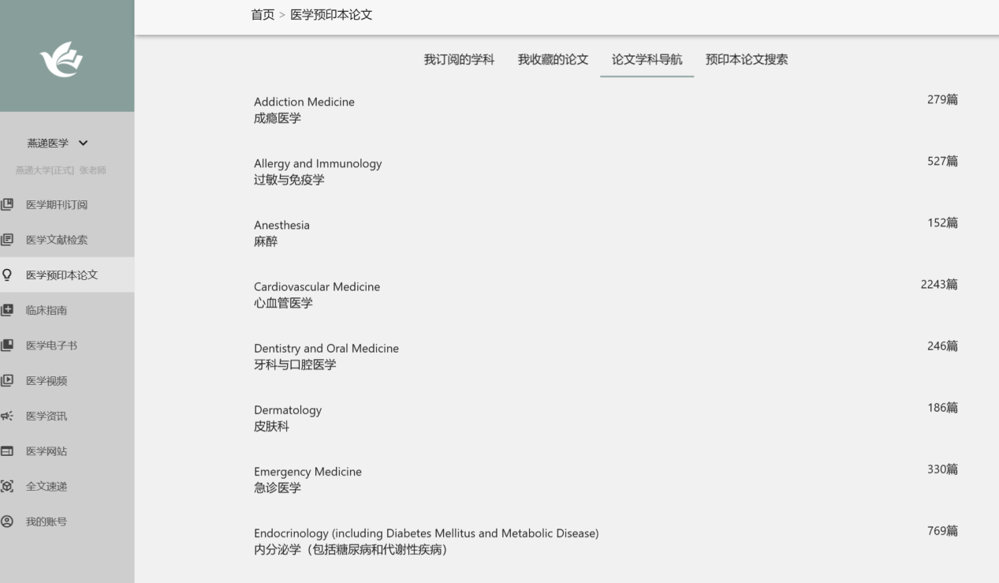 首页 > 医学预印本论文
我订阅的学科 我收藏的论文 论文学科导航 预印本论文搜索
燕递医学
燕递大学[正式] 张老师
医学期刊订阅
医学文献检索
医学预印本论文
临床指南
医学电子书
医学视频
医学资讯
医学网站
全文速递
我的账号
Addiction Medicine 279篇
成瘾医学
Allergy and Immunology 527篇
过敏与免疫学
Anesthesia 152篇
麻醉
Cardiovascular Medicine 2243篇
心血管医学
Dentistry and Oral Medicine 246篇
牙科与口腔医学
Dermatology 186篇
皮肤科
Emergency Medicine 330篇
急诊医学
Endocrinology (including Diabetes Mellitus and Metabolic Disease) 769篇
内分泌学（包括糖尿病和代谢性疾病）